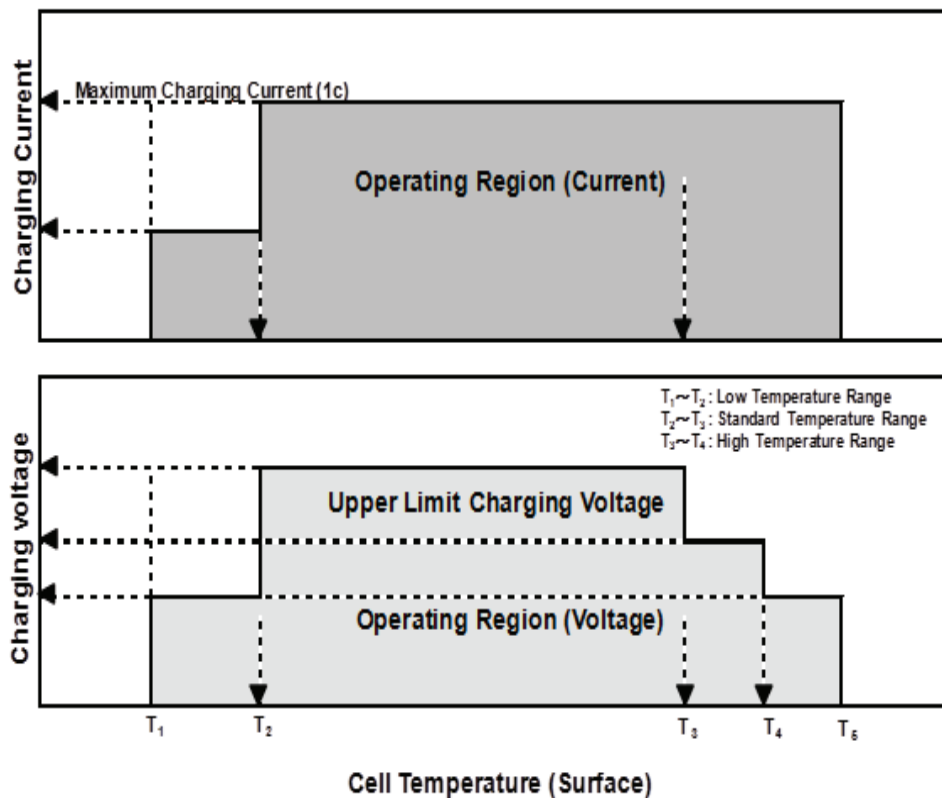 Charging Current
Maximum Charging Current (1c)
Operating Region (Current)
Charging voltage
T₁~T₂ : Low Temperature Range
T₂~T₃ : Standard Temperature Range
T₃~T₄ : High Temperature Range
Upper Limit Charging Voltage
Operating Region (Voltage)
T₁ T₂ T₃ T₄ T₅
Cell Temperature (Surface)